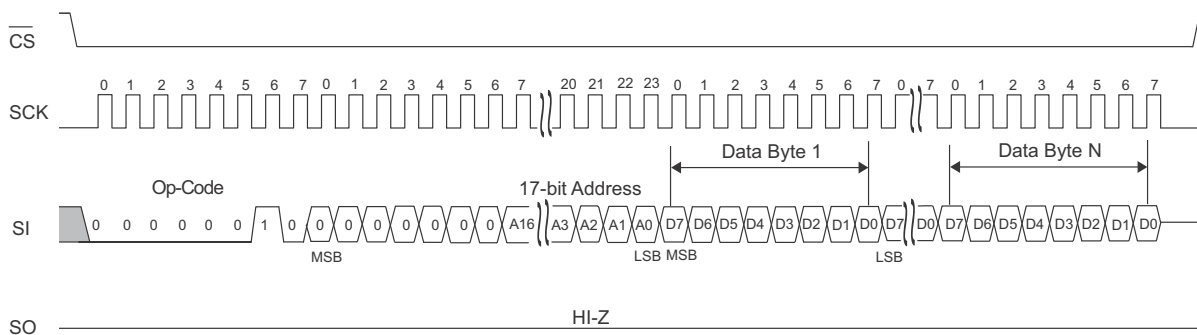 CS
0 1 2 3 4 5 6 7 0 1 2 3 4 5 6 7 20 21 22 23 0 1 2 3 4 5 6 7 0 7 0 1 2 3 4 5 6 7
SCK
Data Byte 1 Data Byte N
Op-Code 17-bit Address
SI 0 0 0 0 0 0 1 0 0 0 0 0 0 0 0 A16 A3 A2 A1 A0 D7 D6 D5 D4 D3 D2 D1 D0 D7 D0 D7 D6 D5 D4 D3 D2 D1 D0
MSB LSB MSB LSB
HI-Z
SO